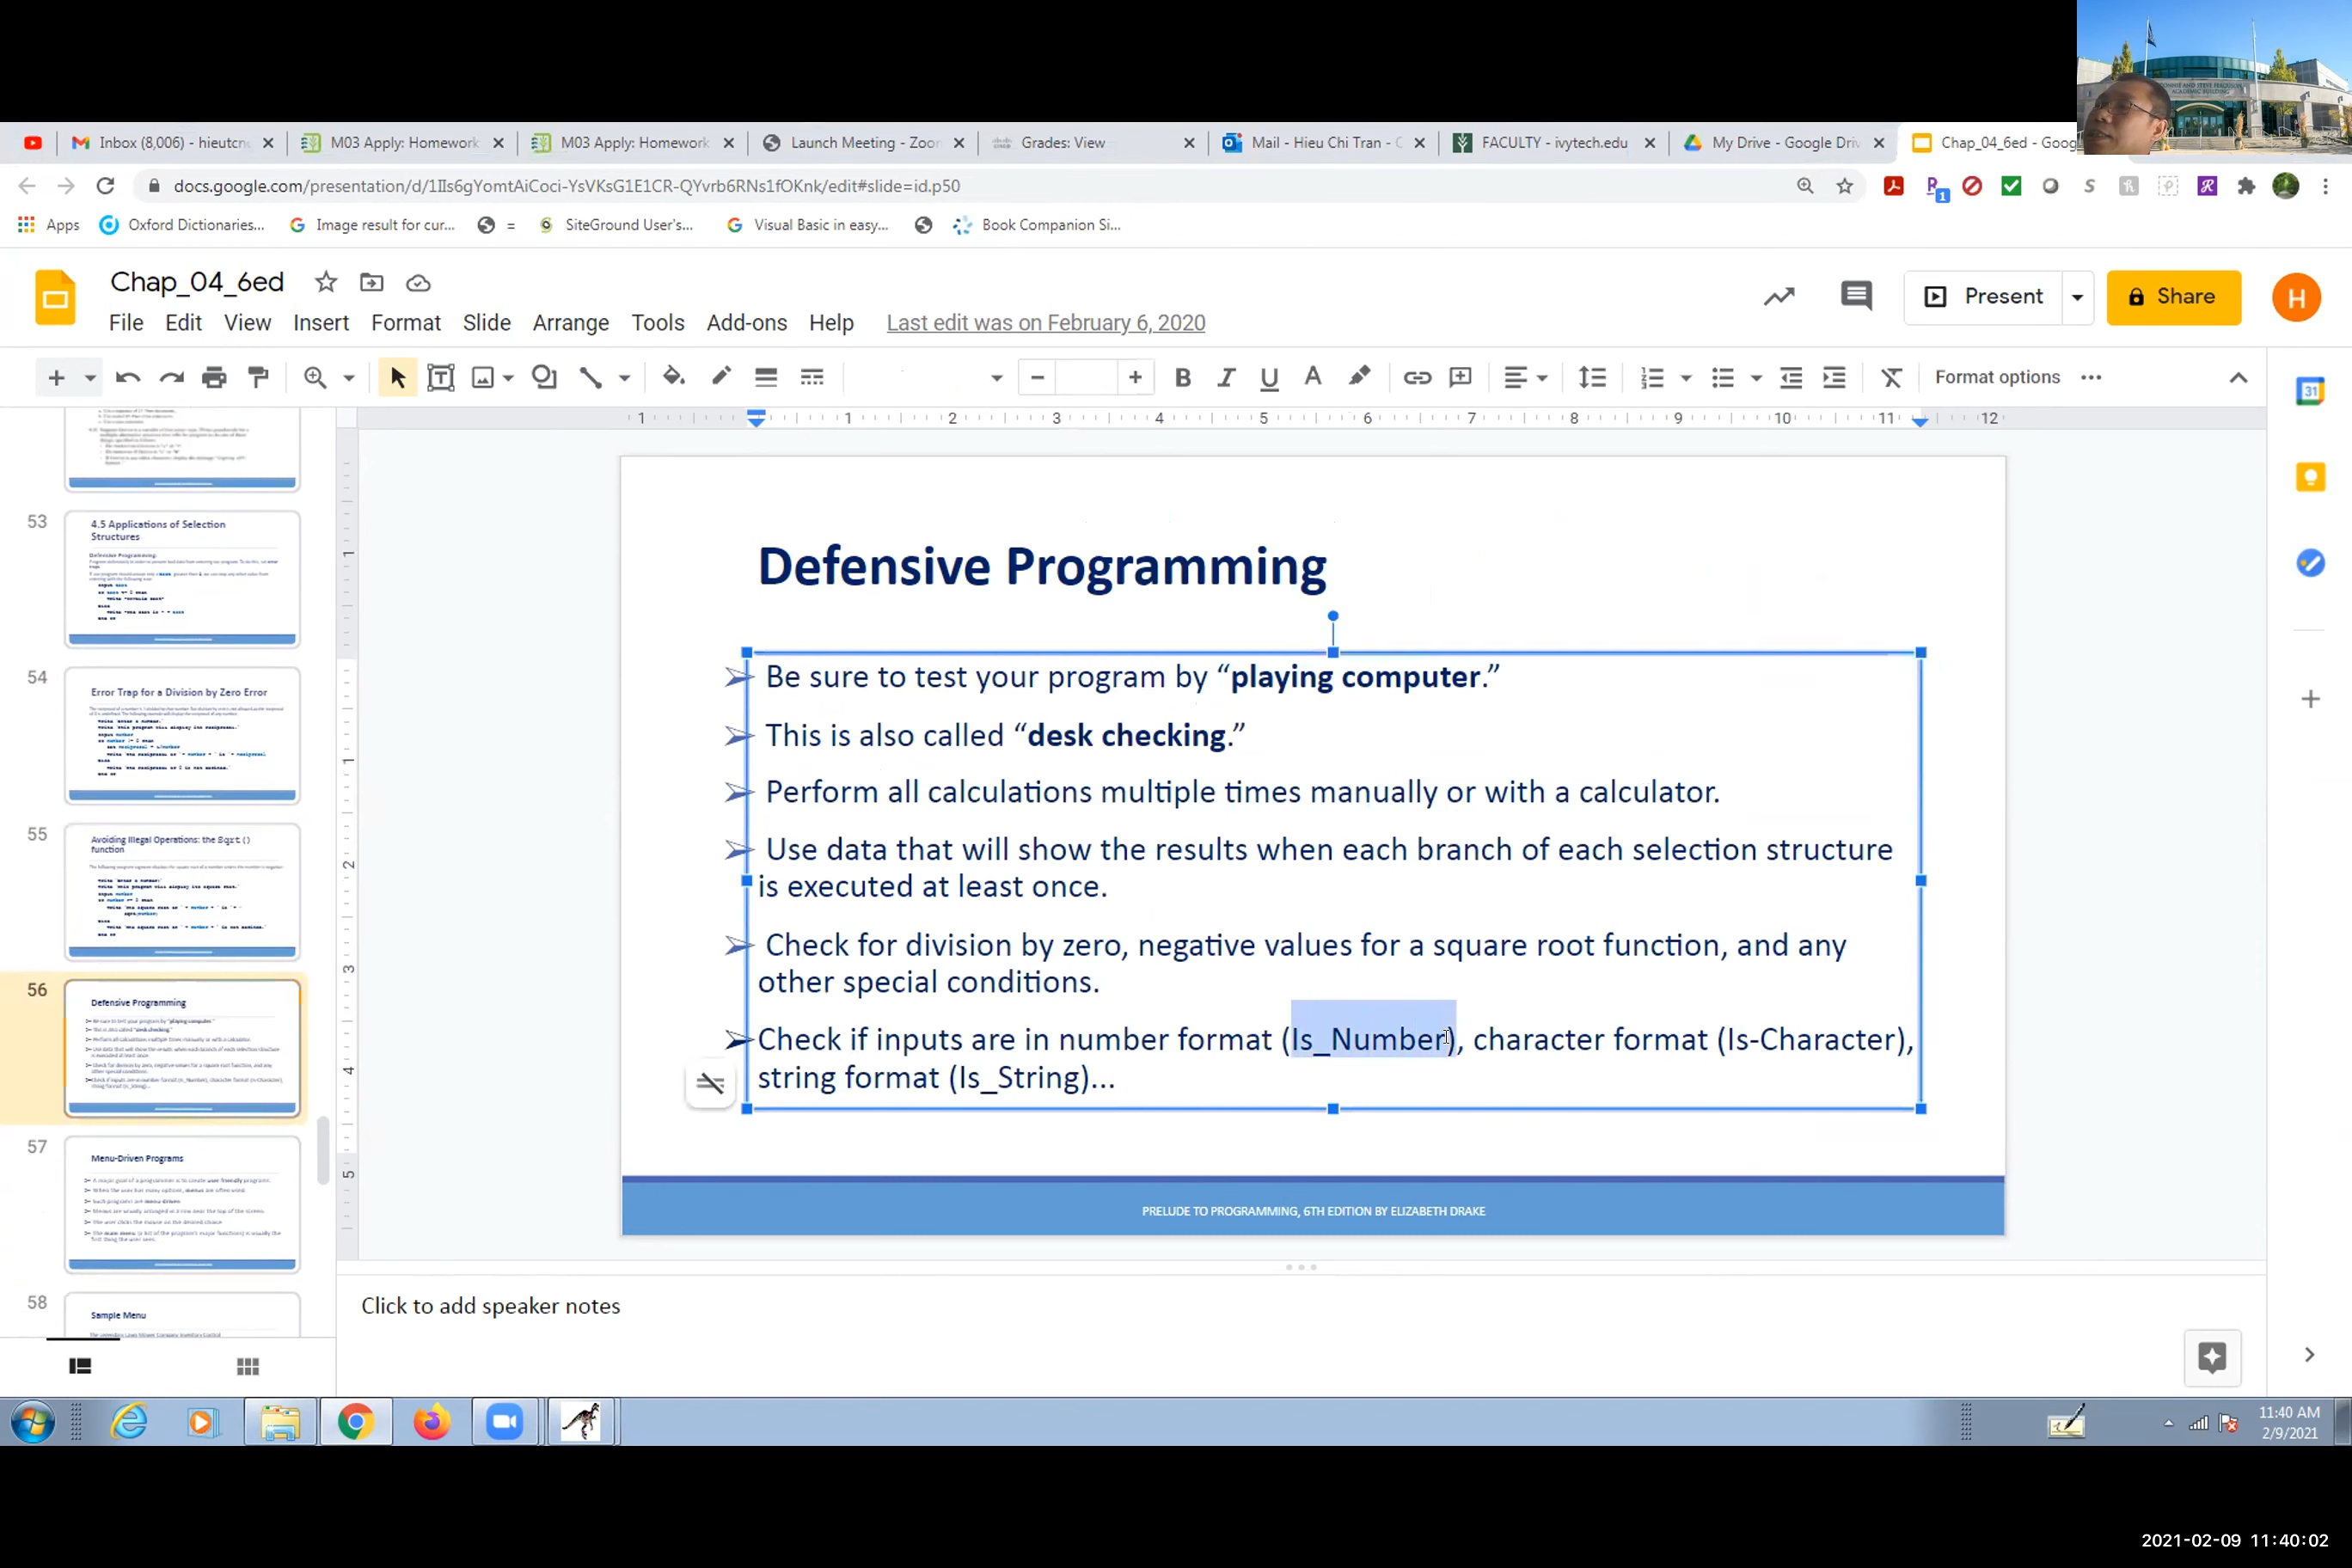 Inbox (8,006) - hieutcn
M03 Apply: Homework
M03 Apply: Homework
Launch Meeting - Zoo
Grades: View
Mail - Hieu Chi Tran -
FACULTY - ivytech.edu
My Drive - Google Driv
Chap_04_6ed - Goog
docs.google.com/presentation/d/1IIs6gYomtAiCoci-YsVKsG1E1CR-QYvrb6RNs1fOKnk/edit#slide=id.p50
Apps
Oxford Dictionaries...
Image result for cur...
=
SiteGround User's...
Visual Basic in easy...
Book Companion Si...
Chap_04_6ed
File Edit View Insert Format Slide Arrange Tools Add-ons Help Last edit was on February 6, 2020
Present
Share
H
Format options
53
4.5 Applications of Selection
Structures
Defensive Programming:
54
Error Trap for a Division by Zero Error
55
Avoiding Illegal Operations: the Sqrt()
function
56
Defensive Programming
57
Menu-Driven Programs
58
Sample Menu
Defensive Programming
Be sure to test your program by “playing computer.”
This is also called “desk checking.”
Perform all calculations multiple times manually or with a calculator.
Use data that will show the results when each branch of each selection structure
is executed at least once.
Check for division by zero, negative values for a square root function, and any
other special conditions.
Check if inputs are in number format (Is_Number), character format (Is-Character),
string format (Is_String)...
PRELUDE TO PROGRAMMING, 6TH EDITION BY ELIZABETH DRAKE
Click to add speaker notes
11:40 AM
2/9/2021
2021-02-09 11:40:02